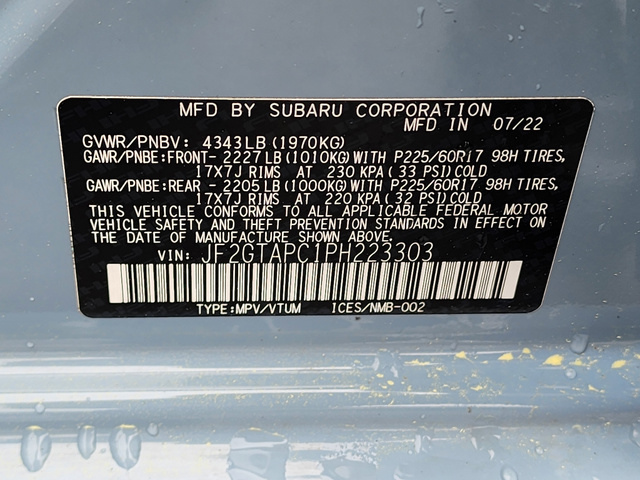 MFD BY SUBARU CORPORATION
MFD IN 07/22
GVWR/PNBV: 4343LB (1970KG)
GAWR/PNBE:FRONT- 2227LB(1010KG)WITH P225/60R17 98H TIRES,
17X7J RIMS AT 230 KPA (33 PSI)COLD
GAWR/PNBE:REAR - 2205LB(1000KG)WITH P225/60R17 98H TIRES,
17X7J RIMS AT 220 KPA (32 PSI)COLD
THIS VEHICLE CONFORMS TO ALL APPLICABLE FEDERAL MOTOR
VEHICLE SAFETY AND THEFT PREVENTION STANDARDS IN EFFECT ON
THE DATE OF MANUFACTURE SHOWN ABOVE.
VIN: JF2GTAPC1PH223303
TYPE:MPV/VTUM ICES/NMB-002